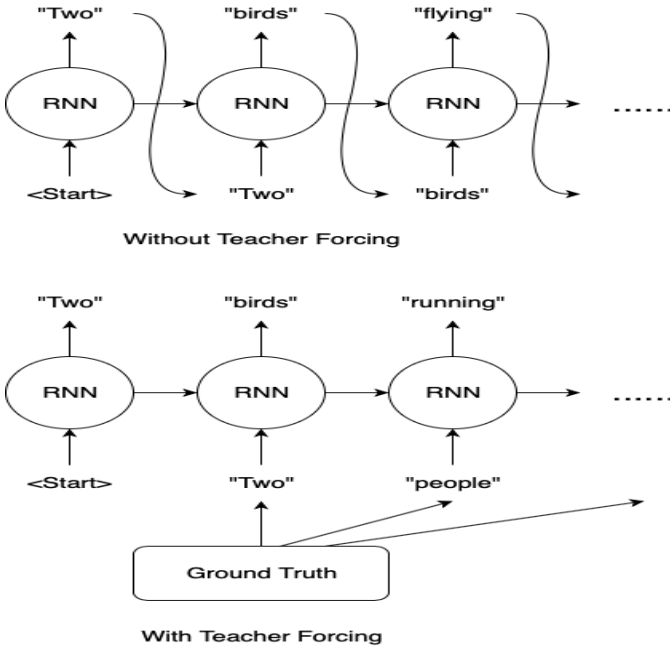 "Two" "birds" "flying"
RNN RNN RNN
<Start> "Two" "birds"
Without Teacher Forcing
"Two" "birds" "running"
RNN RNN RNN
<Start> "Two" "people"
Ground Truth
With Teacher Forcing